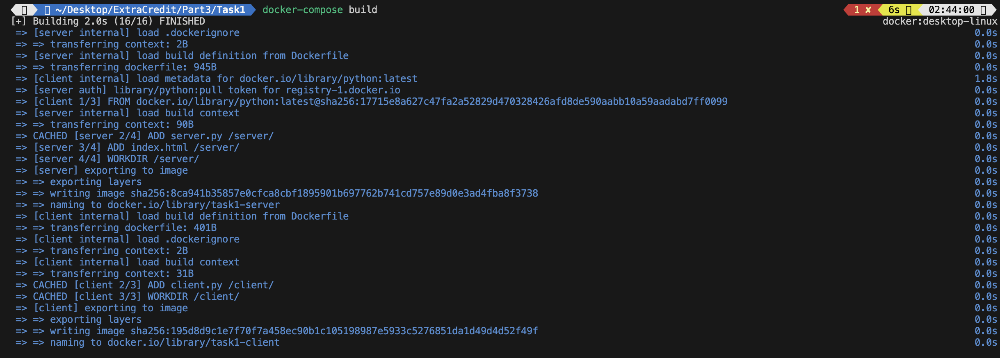 ~/Desktop/ExtraCredit/Part3/Task1 docker-compose build 1 ✘ 6s 02:44:00
[+] Building 2.0s (16/16) FINISHED docker:desktop-linux
=> [server internal] load .dockerignore 0.0s
=> => transferring context: 2B 0.0s
=> [server internal] load build definition from Dockerfile 0.0s
=> => transferring dockerfile: 945B 0.0s
=> [client internal] load metadata for docker.io/library/python:latest 1.8s
=> [server auth] library/python:pull token for registry-1.docker.io 0.0s
=> [client 1/3] FROM docker.io/library/python:latest@sha256:17715e8a627c47fa2a52829d470328426afd8de590aabb10a59aadabd7ff0099 0.0s
=> [server internal] load build context 0.0s
=> => transferring context: 90B 0.0s
=> CACHED [server 2/4] ADD server.py /server/ 0.0s
=> [server 3/4] ADD index.html /server/ 0.0s
=> [server 4/4] WORKDIR /server/ 0.0s
=> [server] exporting to image 0.0s
=> => exporting layers 0.0s
=> => writing image sha256:8ca941b35857e0cfca8cbf1895901b697762b741cd757e89d0e3ad4fba8f3738 0.0s
=> => naming to docker.io/library/task1-server 0.0s
=> [client internal] load build definition from Dockerfile 0.0s
=> => transferring dockerfile: 401B 0.0s
=> [client internal] load .dockerignore 0.0s
=> => transferring context: 2B 0.0s
=> [client internal] load build context 0.0s
=> => transferring context: 31B 0.0s
=> CACHED [client 2/3] ADD client.py /client/ 0.0s
=> CACHED [client 3/3] WORKDIR /client/ 0.0s
=> [client] exporting to image 0.0s
=> => exporting layers 0.0s
=> => writing image sha256:195d8d9c1e7f70f7a458ec90b1c105198987e5933c5276851da1d49d4d52f49f 0.0s
=> => naming to docker.io/library/task1-client 0.0s